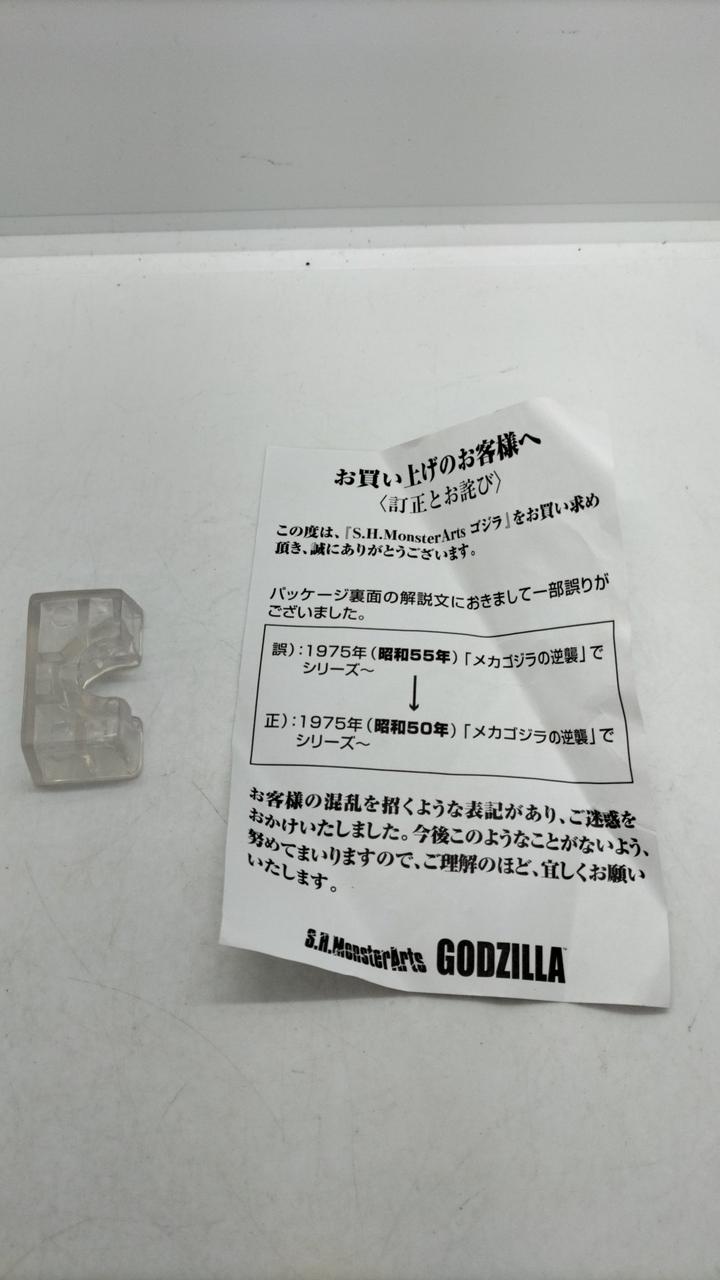 お買い上げのお客様へ
〈訂正とお詫び〉
この度は、『S.H.MonsterArts ゴジラ』をお買い求め
頂き、誠にありがとうございます。
パッケージ裏面の解説文におきまして一部誤りが
ございました。
誤）：1975年（昭和55年）「メカゴジラの逆襲」で
シリーズ～
↓
正）：1975年（昭和50年）「メカゴジラの逆襲」で
シリーズ～
お客様の混乱を招くような表記があり、ご迷惑を
おかけいたしました。今後このようなことがないよう、
努めてまいりますので、ご理解のほど、宜しくお願い
いたします。
S.H.MonsterArts GODZILLA™